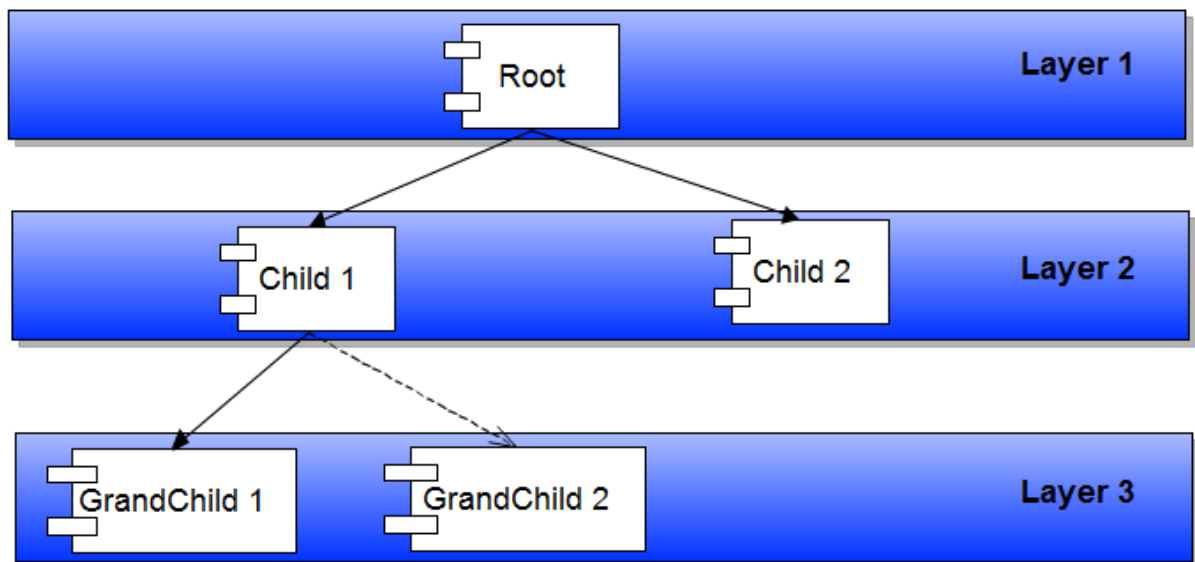 Root
Layer 1
Child 1
Child 2
Layer 2
GrandChild 1
GrandChild 2
Layer 3